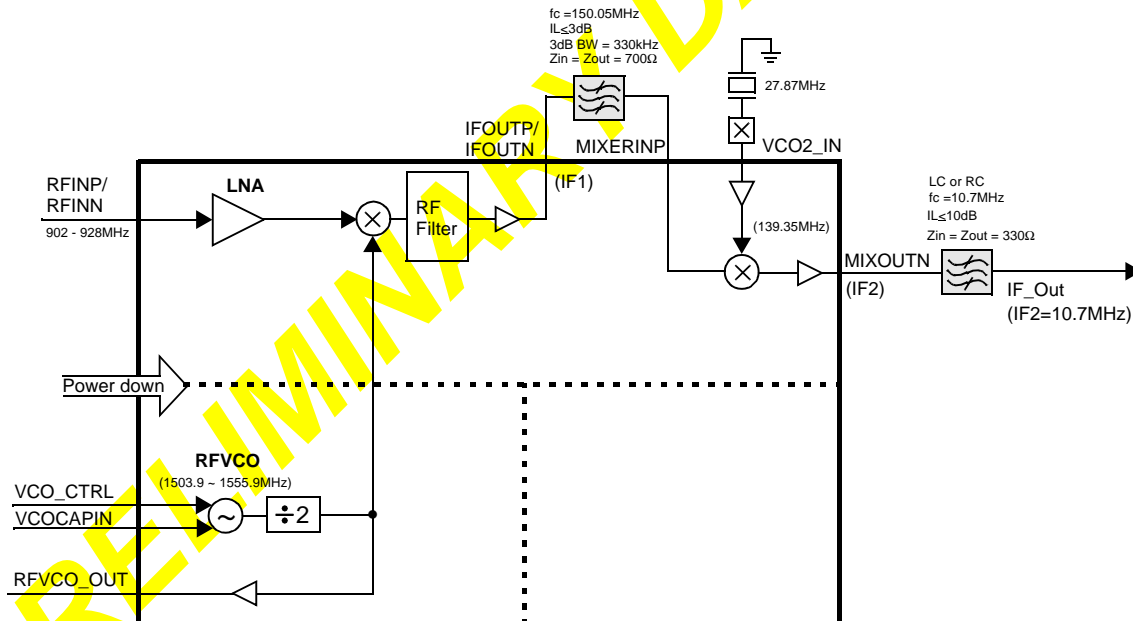 fc =150.05MHz
IL≤3dB
3dB BW = 330kHz
Zin = Zout = 700Ω
27.87MHz
IFOUTP/
IFOUTN
MIXERINP
VCO2_IN
(IF1)
RFINP/
RFINN
902 - 928MHz
LNA
RF
Filter
(139.35MHz)
LC or RC
fc =10.7MHz
IL≤10dB
Zin = Zout = 330Ω
MIXOUTN
(IF2)
IF_Out
(IF2=10.7MHz)
Power down
RFVCO
(1503.9 ~ 1555.9MHz)
VCO_CTRL
VCOCAPIN
÷2
RFVCO_OUT
RELIMINARY D